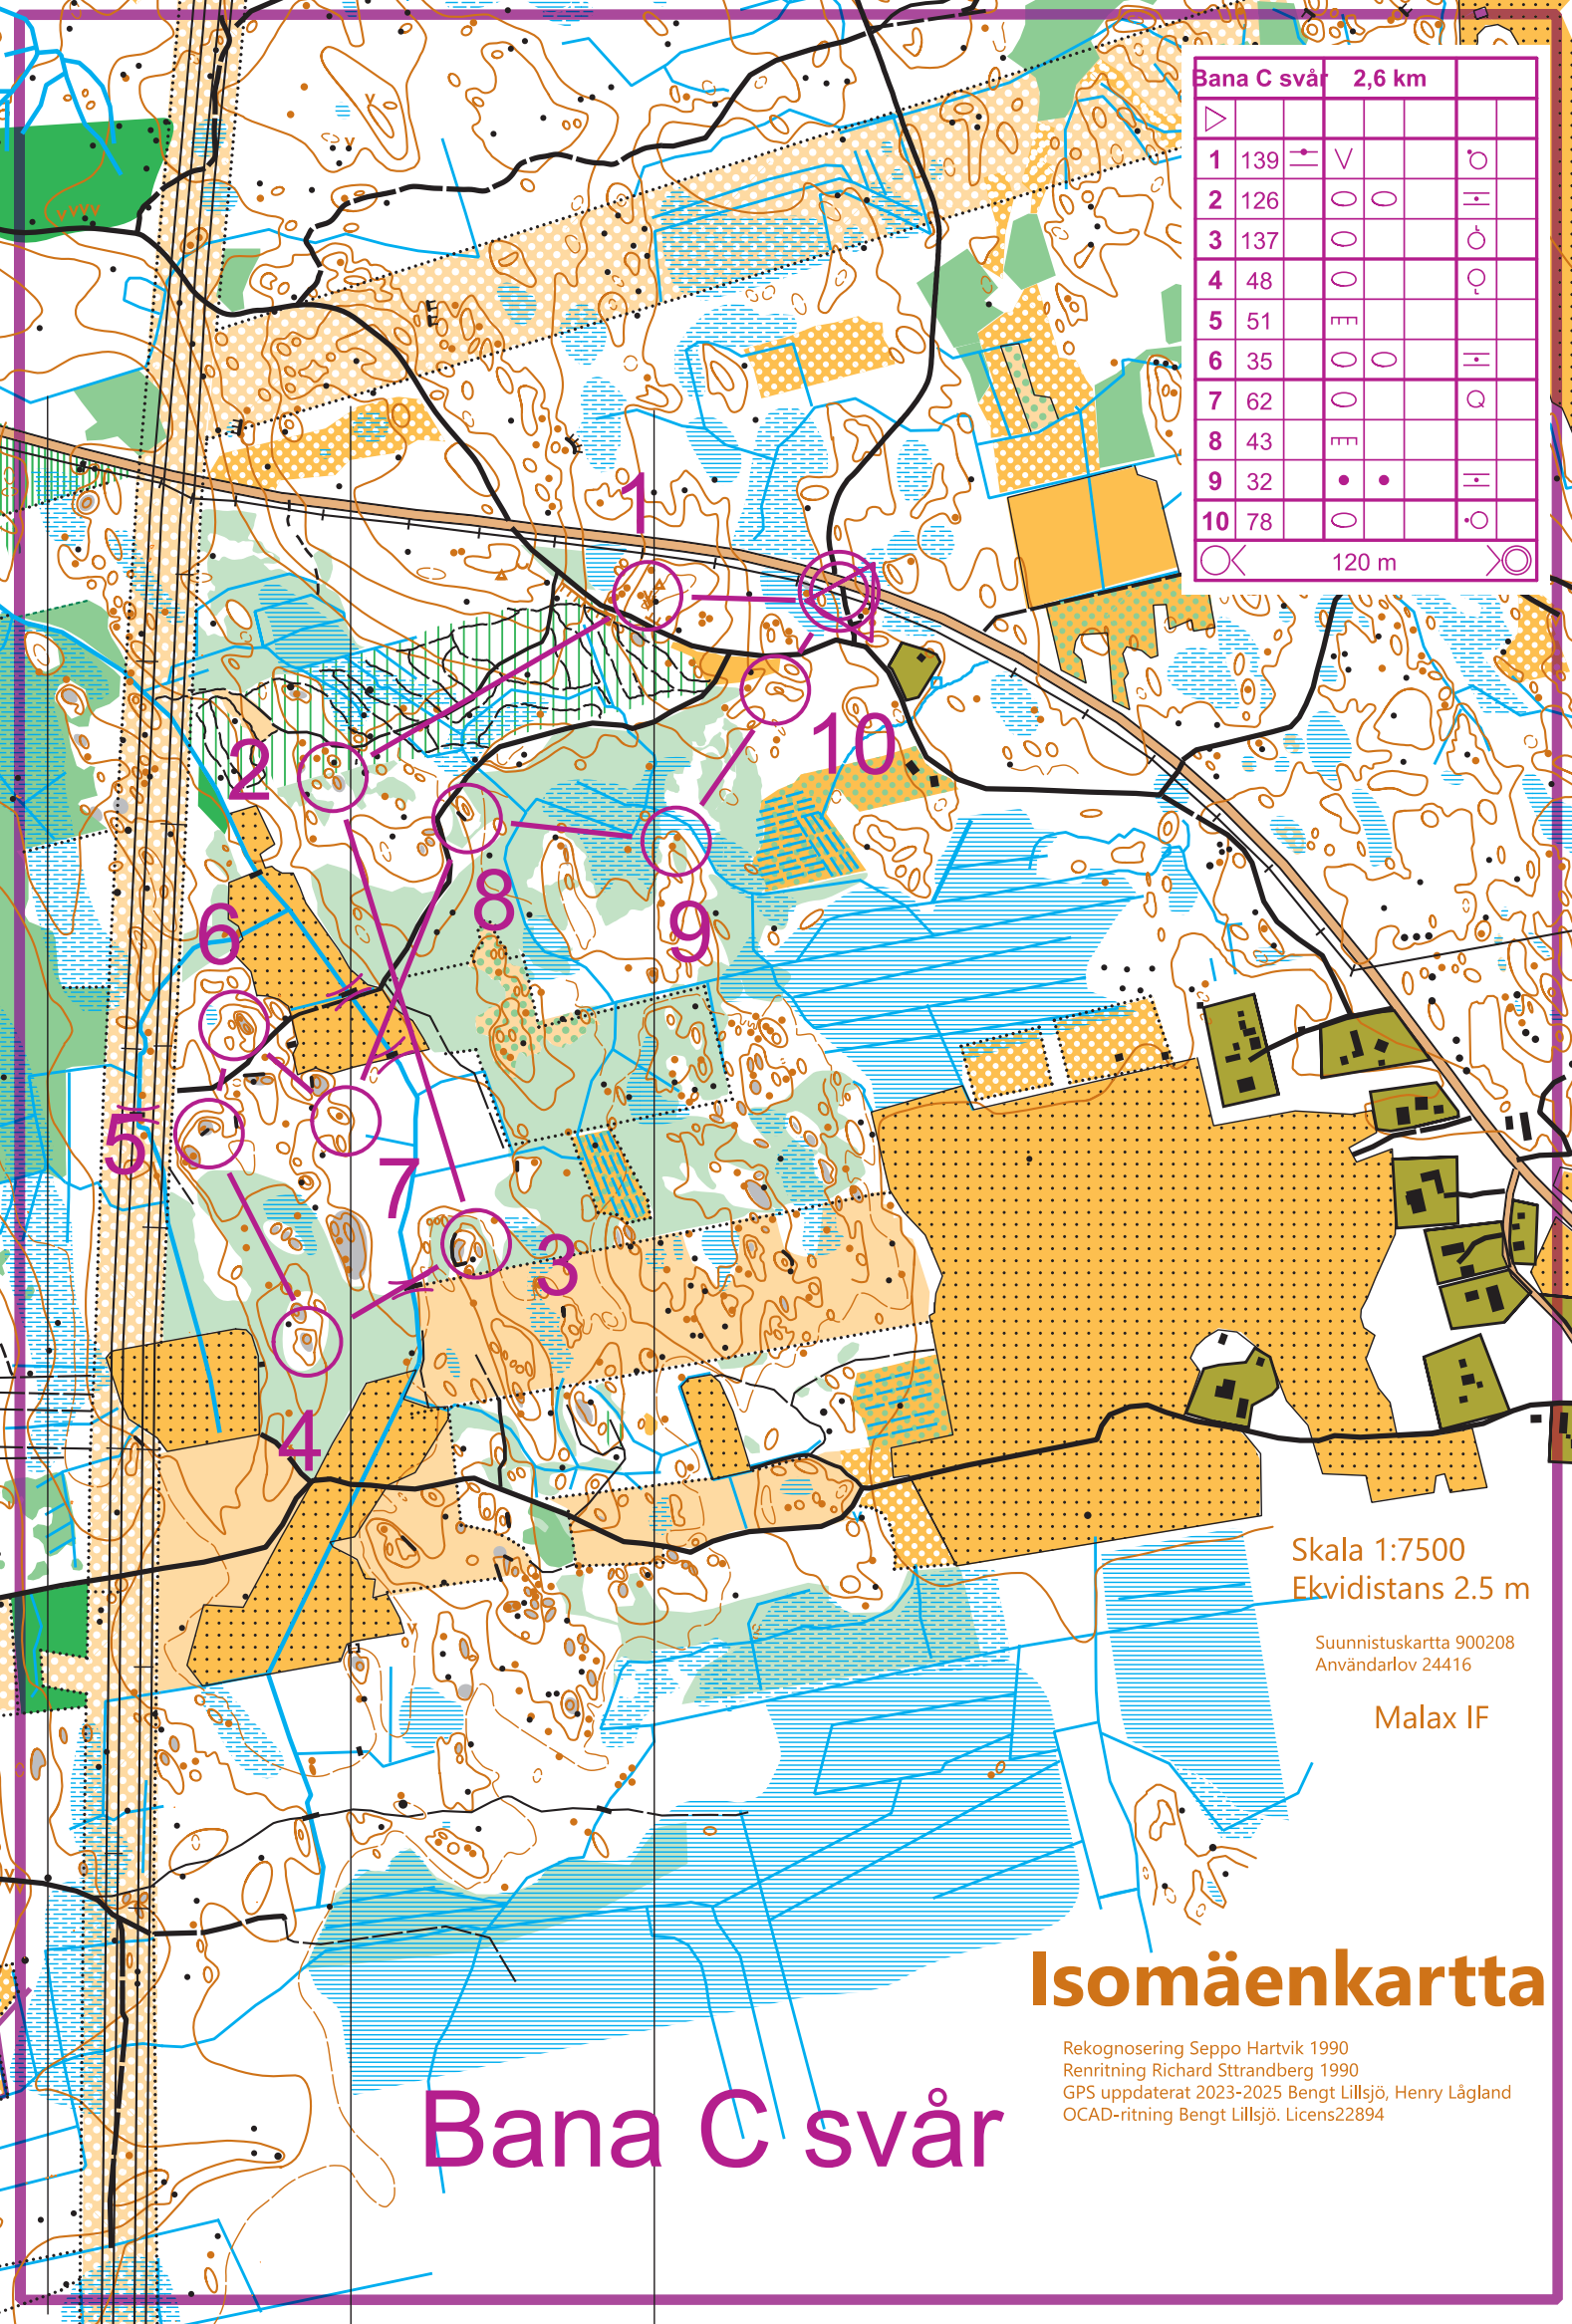 Bana C svår 2,6 km
1 139
2 126
3 137
4 48
5 51
6 35
7 62
8 43
9 32
10 78
120 m
1
2
10
8
6
9
5
7
3
4
Skala 1:7500
Ekvidistans 2.5 m
Suunnistuskartta 900208
Användarlov 24416
Malax IF
Isomäenkartta
Rekognosering Seppo Hartvik 1990
Renritning Richard Sttrandberg 1990
GPS uppdaterat 2023-2025 Bengt Lillsjö, Henry Lågland
OCAD-ritning Bengt Lillsjö. Licens22894
Bana C svår